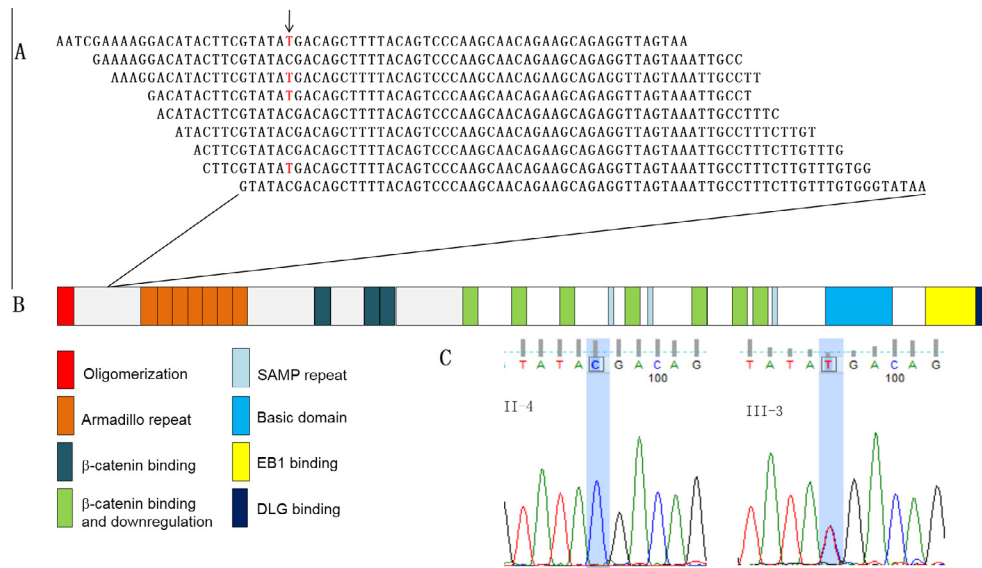 A
AATCGAAAAGGACATACTTCGTATATGACAGCTTTTACAGTCCCAAGCAACAGAAGCAGAGGTTAGTAA
GAAAAGGACATACTTCGTATACGACAGCTTTTACAGTCCCAAGCAACAGAAGCAGAGGTTAGTAAATTGCC
AAAGGACATACTTCGTATATGACAGCTTTTACAGTCCCAAGCAACAGAAGCAGAGGTTAGTAAATTGCCTT
GACATACTTCGTATATGACAGCTTTTACAGTCCCAAGCAACAGAAGCAGAGGTTAGTAAATTGCCT
ACATACTTCGTATACGACAGCTTTTACAGTCCCAAGCAACAGAAGCAGAGGTTAGTAAATTGCCTTTC
ATACTTCGTATACGACAGCTTTTACAGTCCCAAGCAACAGAAGCAGAGGTTAGTAAATTGCCTTTCTTGT
ACTTCGTATACGACAGCTTTTACAGTCCCAAGCAACAGAAGCAGAGGTTAGTAAATTGCCTTTCTTGTTTG
CTTCGTATATGACAGCTTTTACAGTCCCAAGCAACAGAAGCAGAGGTTAGTAAATTGCCTTTCTTGTTTGTGG
GTATACGACAGCTTTTACAGTCCCAAGCAACAGAAGCAGAGGTTAGTAAATTGCCTTTCTTGTTTGTGGGTATAA
B
Oligomerization
Armadillo repeat
β-catenin binding
β-catenin binding
and downregulation
SAMP repeat
Basic domain
EB1 binding
DLG binding
C
TATACGACAG
100
II-4
TATATGACAG
100
III-3